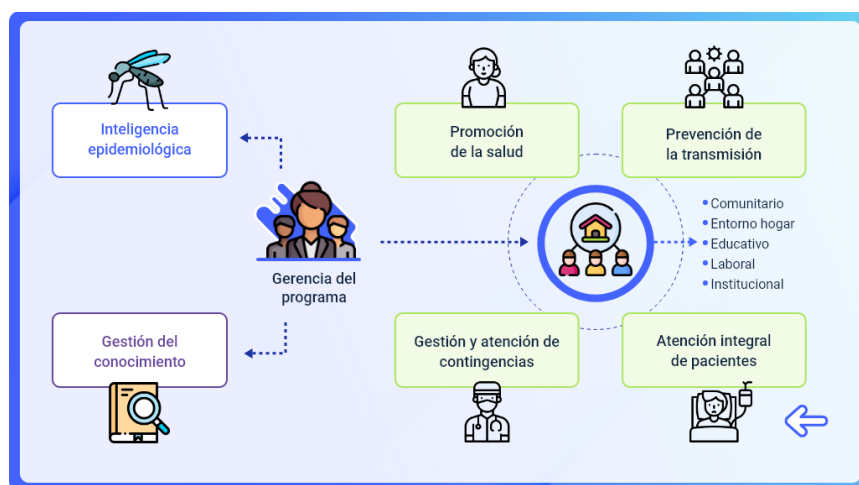 Inteligencia
epidemiológica
Promoción
de la salud
Prevención de
la transmisión
Gerencia del
programa
Comunitario
Entorno hogar
Educativo
Laboral
Institucional
Gestión del
conocimiento
Gestión y atención de
contingencias
Atención integral
de pacientes